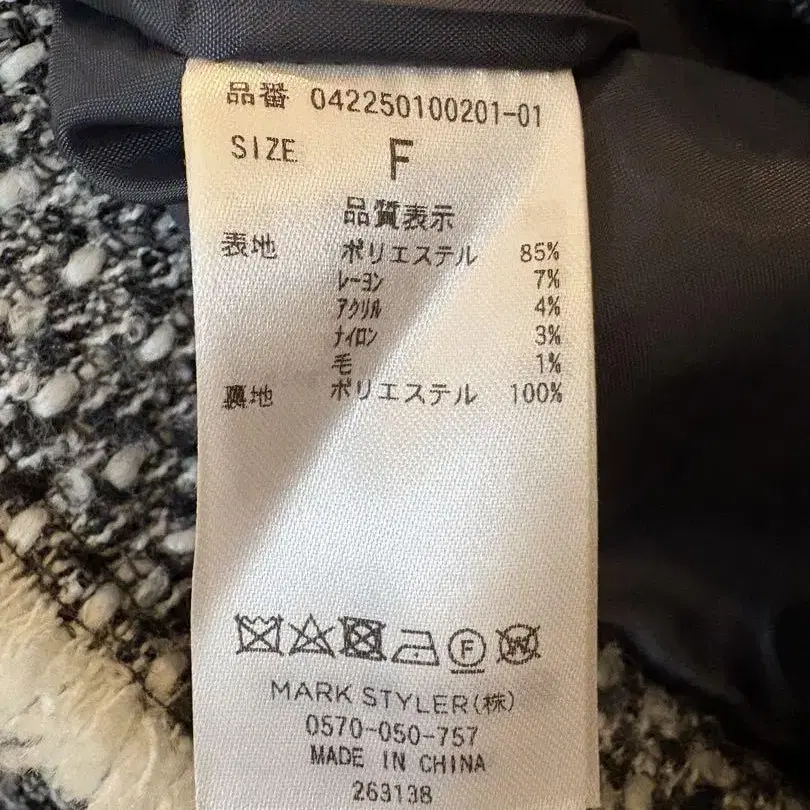 品番 042250100201-01
SIZE F
品質表示
表地 ポリエステル 85%
レーヨン 7%
アクリル 4%
ナイロン 3%
毛 1%
裏地 ポリエステル 100%
F W
MARK STYLER(株)
0570-050-757
MADE IN CHINA
263138